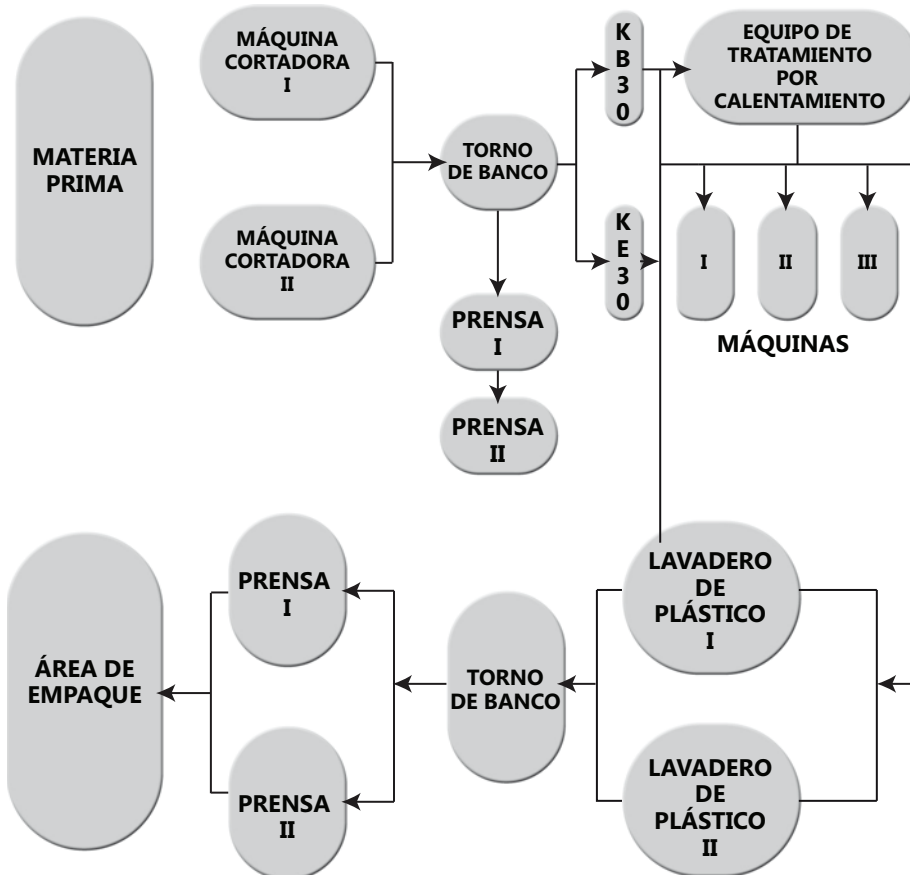 MATERIA
PRIMA
MÁQUINA
CORTADORA
I
MÁQUINA
CORTADORA
II
TORNO
DE BANCO
PRENSA
I
PRENSA
II
K
B
3
0
K
E
3
0
EQUIPO DE
TRATAMIENTO
POR
CALENTAMIENTO
I
II
III
MÁQUINAS
LAVADERO
DE
PLÁSTICO
I
LAVADERO
DE
PLÁSTICO
II
TORNO
DE BANCO
PRENSA
I
PRENSA
II
ÁREA DE
EMPAQUE